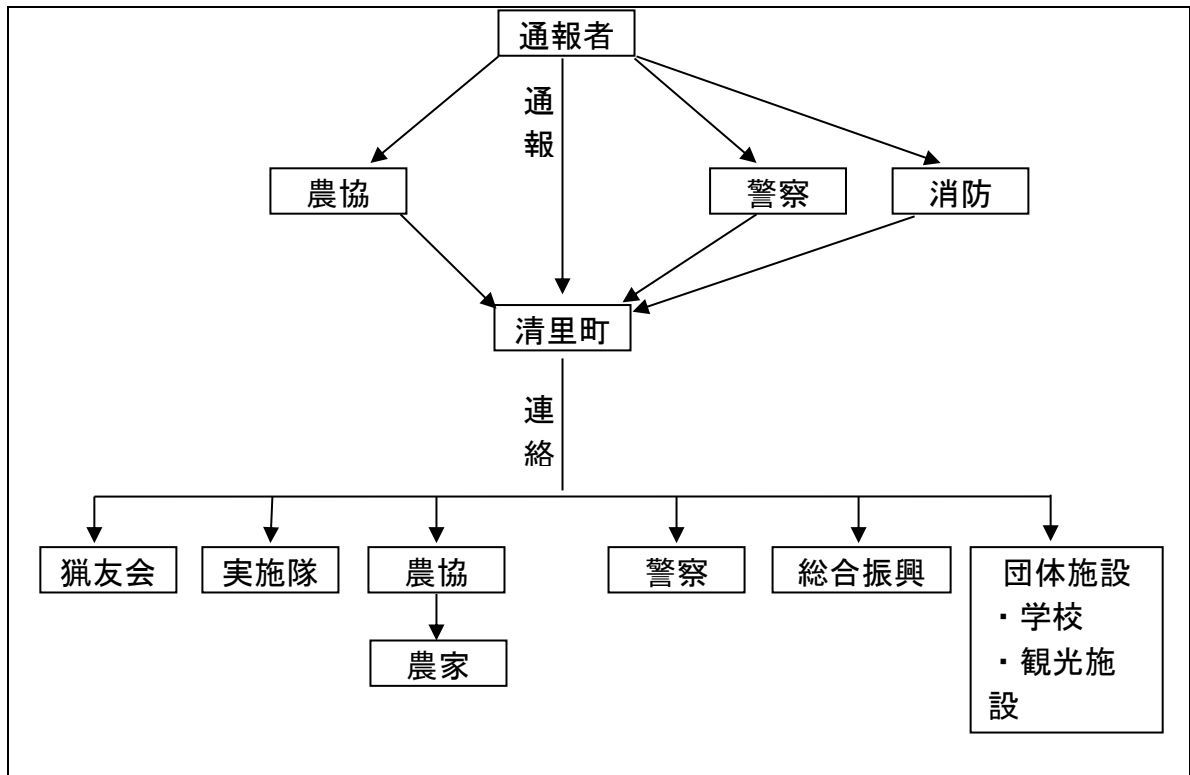 通報者
通報
農協
警察
消防
清里町
連絡
猟友会
実施隊
農協
警察
総合振興
団体施設
・学校
・観光施
設
農家